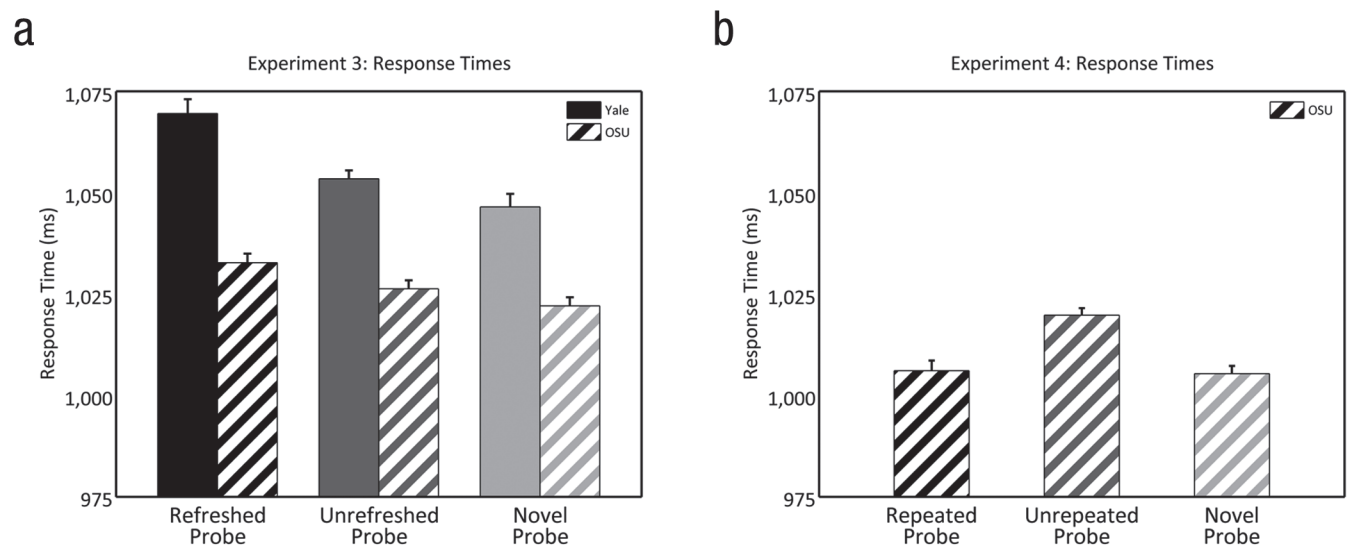 a
Experiment 3: Response Times
1,075
1,050
1,025
1,000
975
Response Time (ms)
Yale
OSU
Refreshed
Probe
Unrefreshed
Probe
Novel
Probe
b
Experiment 4: Response Times
1,075
1,050
1,025
1,000
975
Response Time (ms)
OSU
Repeated
Probe
Unrepeated
Probe
Novel
Probe